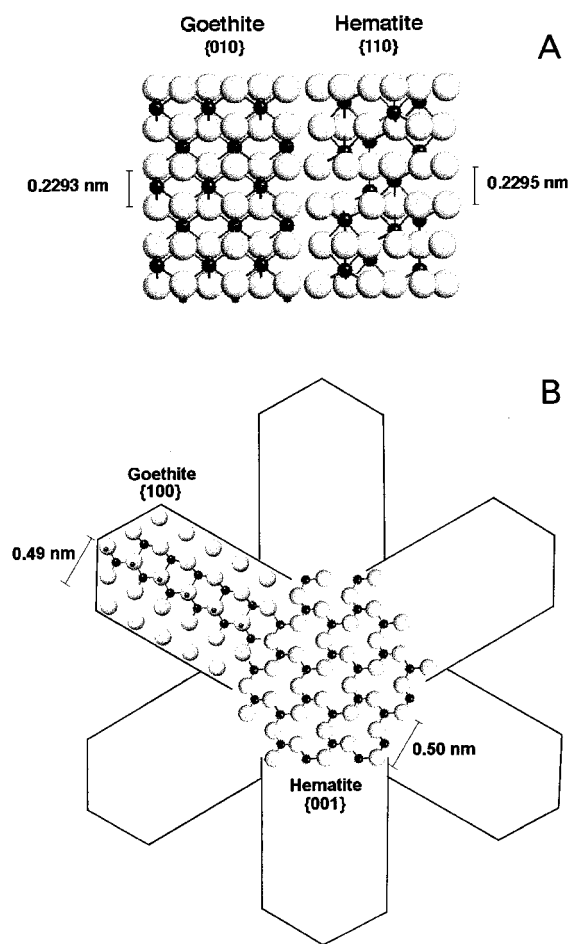 Goethite
{010}
Hematite
{110}
A
0.2293 nm
0.2295 nm
B
Goethite
{100}
0.49 nm
0.50 nm
Hematite
{001}